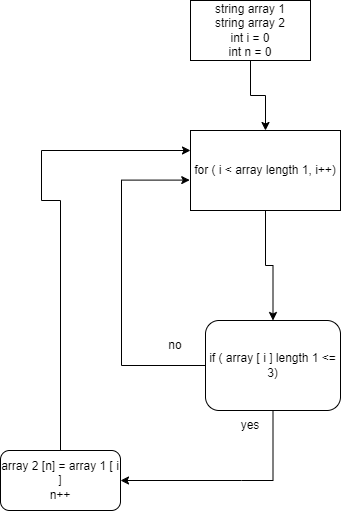 string array 1
string array 2
int i = 0
int n = 0
for ( i < array length 1, i++)
no
if ( array [ i ] length 1 <=
3)
yes
array 2 [n] = array 1 [ i
]
n++